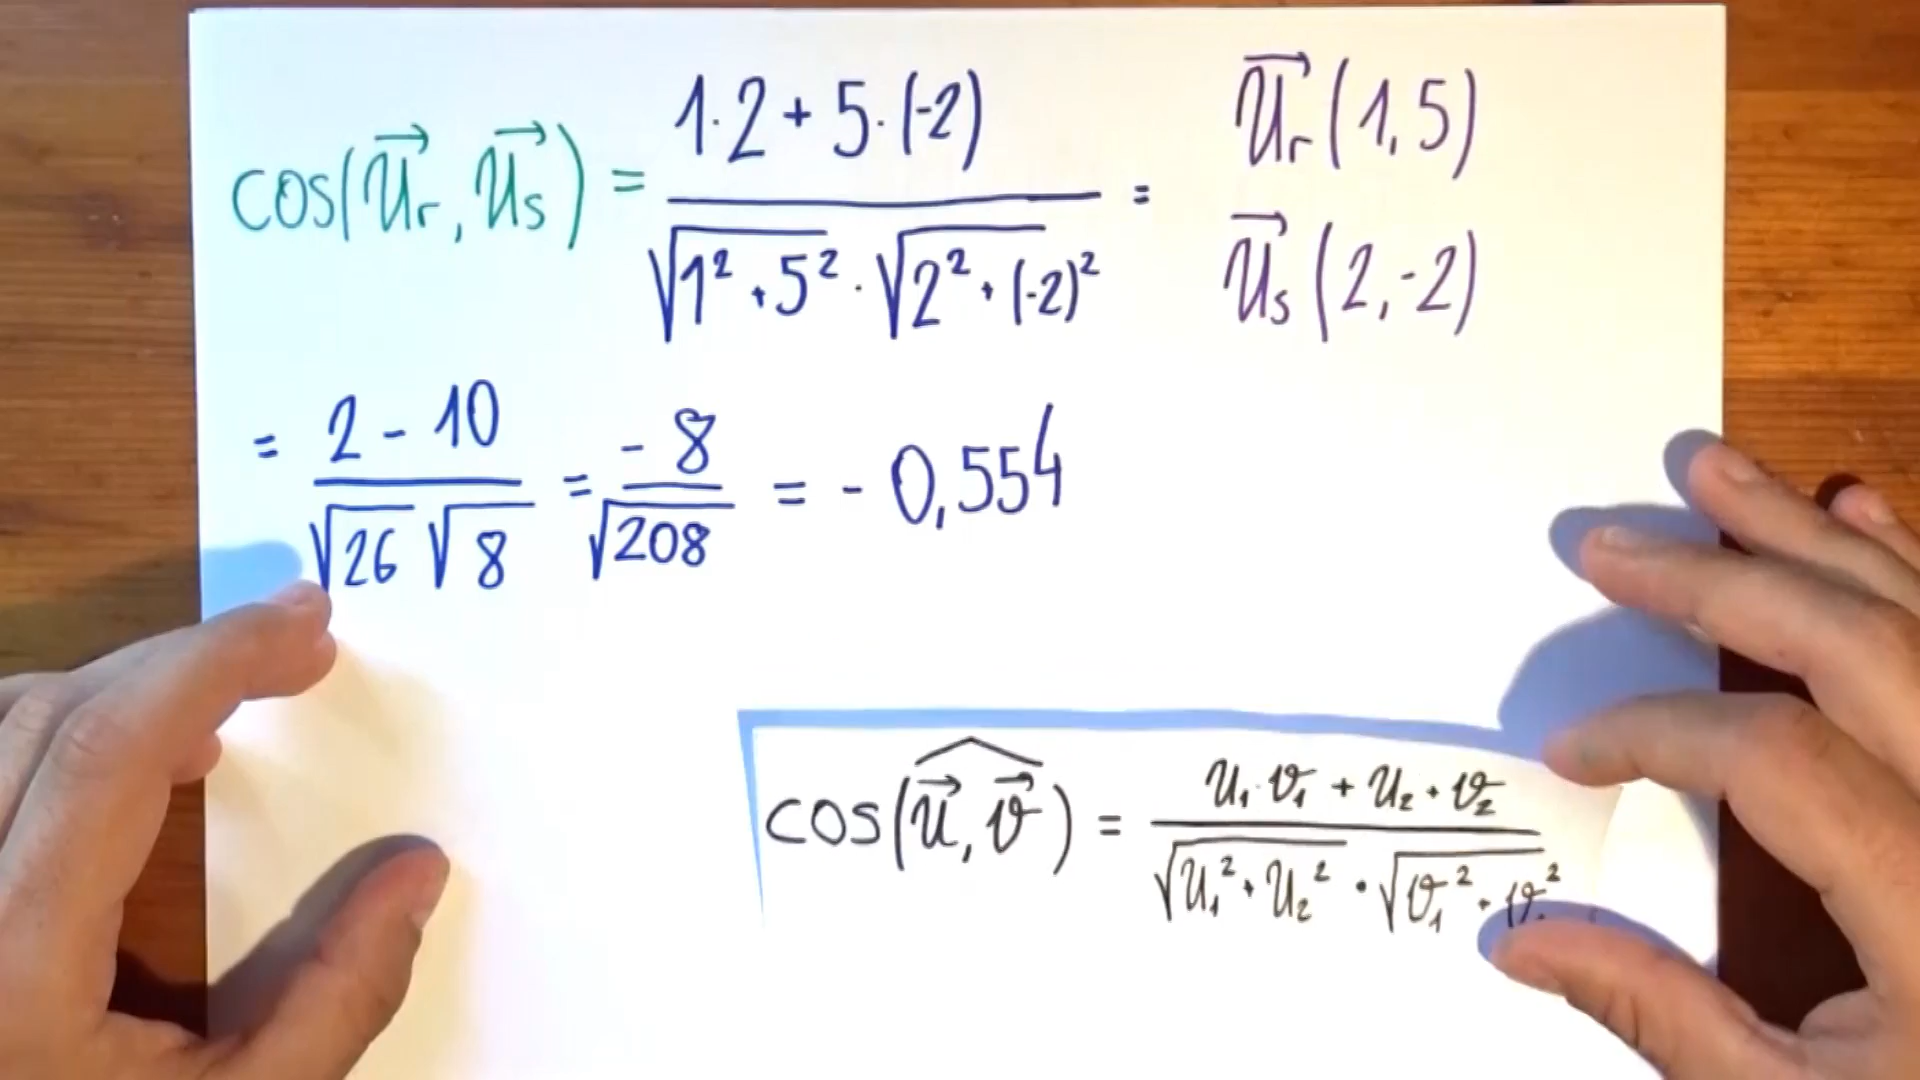 cos(u⃗r, u⃗s) = (1·2 + 5·(-2)) / (√(1² + 5²) · √(2² + (-2)²)) =
u⃗r (1, 5)
u⃗s (2, -2)
= (2 - 10) / (√26 √8) = -8 / √208 = - 0,554
cos(u⃗, v⃗) = (u₁·v₁ + u₂·v₂) / (√(u₁² + u₂²) · √(v₁² + v²))